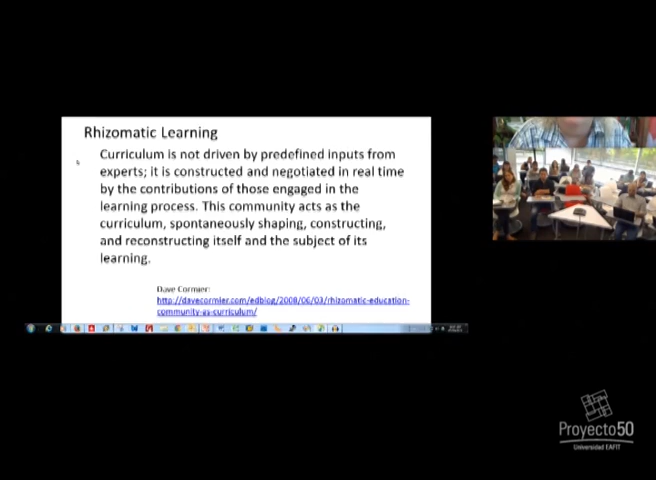 Rhizomatic Learning
Curriculum is not driven by predefined inputs from
experts; it is constructed and negotiated in real time
by the contributions of those engaged in the
learning process. This community acts as the
curriculum, spontaneously shaping, constructing,
and reconstructing itself and the subject of its
learning.
Dave Cormier:
http://davecormier.com/edblog/2008/06/03/rhizomatic-education-
community-as-curriculum/
Proyecto50
Universidad EAFIT